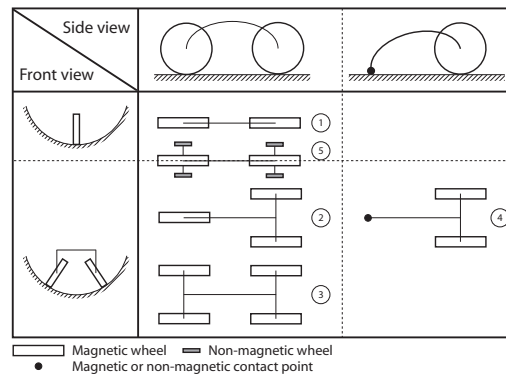 Side view
Front view
1
5
2
4
3
Magnetic wheel Non-magnetic wheel
Magnetic or non-magnetic contact point